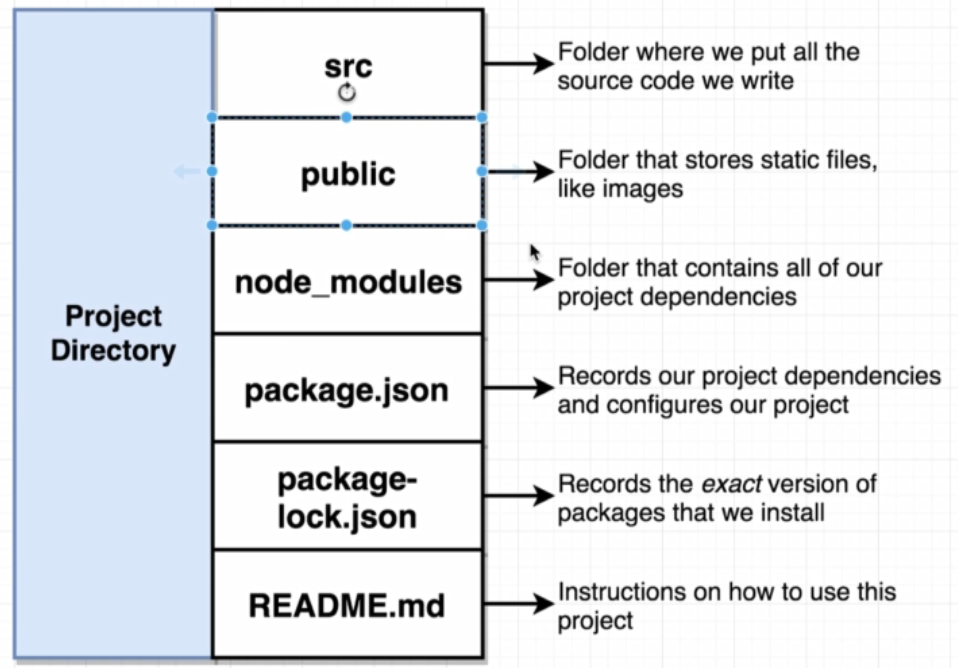 Project
Directory
src
Folder where we put all the
source code we write
public
Folder that stores static files,
like images
node_modules
Folder that contains all of our
project dependencies
package.json
Records our project dependencies
and configures our project
package-
lock.json
Records the exact version of
packages that we install
README.md
Instructions on how to use this
project